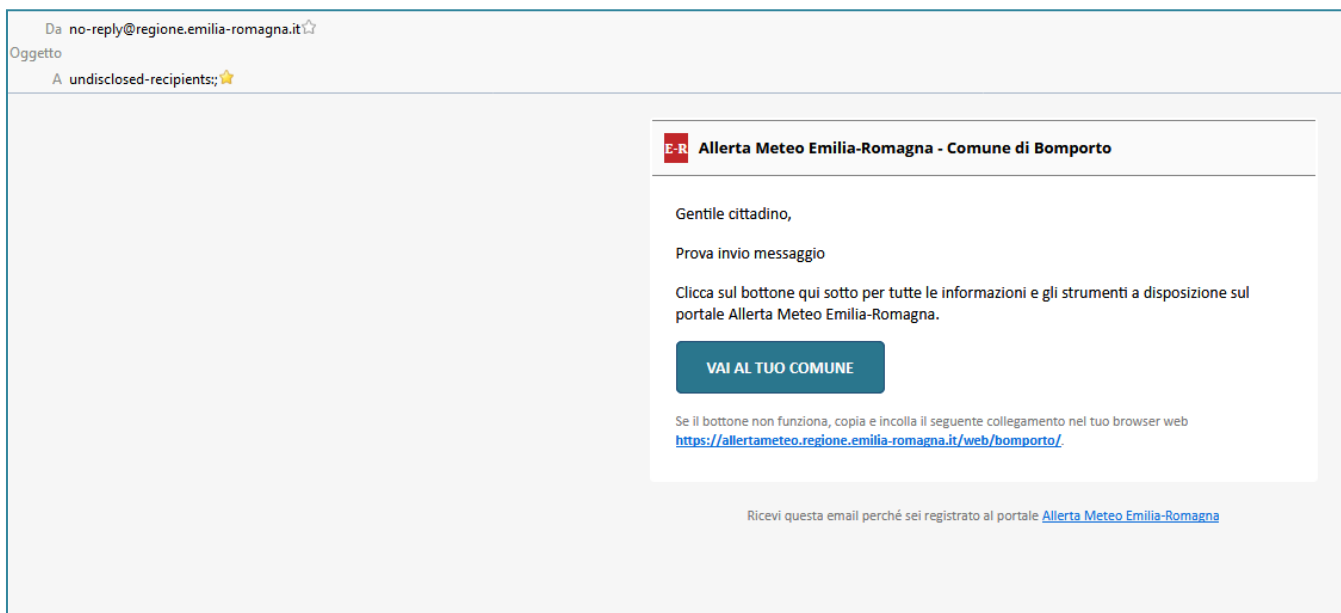 Da no-reply@regione.emilia-romagna.it
Oggetto
A undisclosed-recipients:;
E-R Allerta Meteo Emilia-Romagna - Comune di Bomporto
Gentile cittadino,
Prova invio messaggio
Clicca sul bottone qui sotto per tutte le informazioni e gli strumenti a disposizione sul
portale Allerta Meteo Emilia-Romagna.
VAI AL TUO COMUNE
Se il bottone non funziona, copia e incolla il seguente collegamento nel tuo browser web
https://allertameteo.regione.emilia-romagna.it/web/bomporto/.
Ricevi questa email perché sei registrato al portale Allerta Meteo Emilia-Romagna